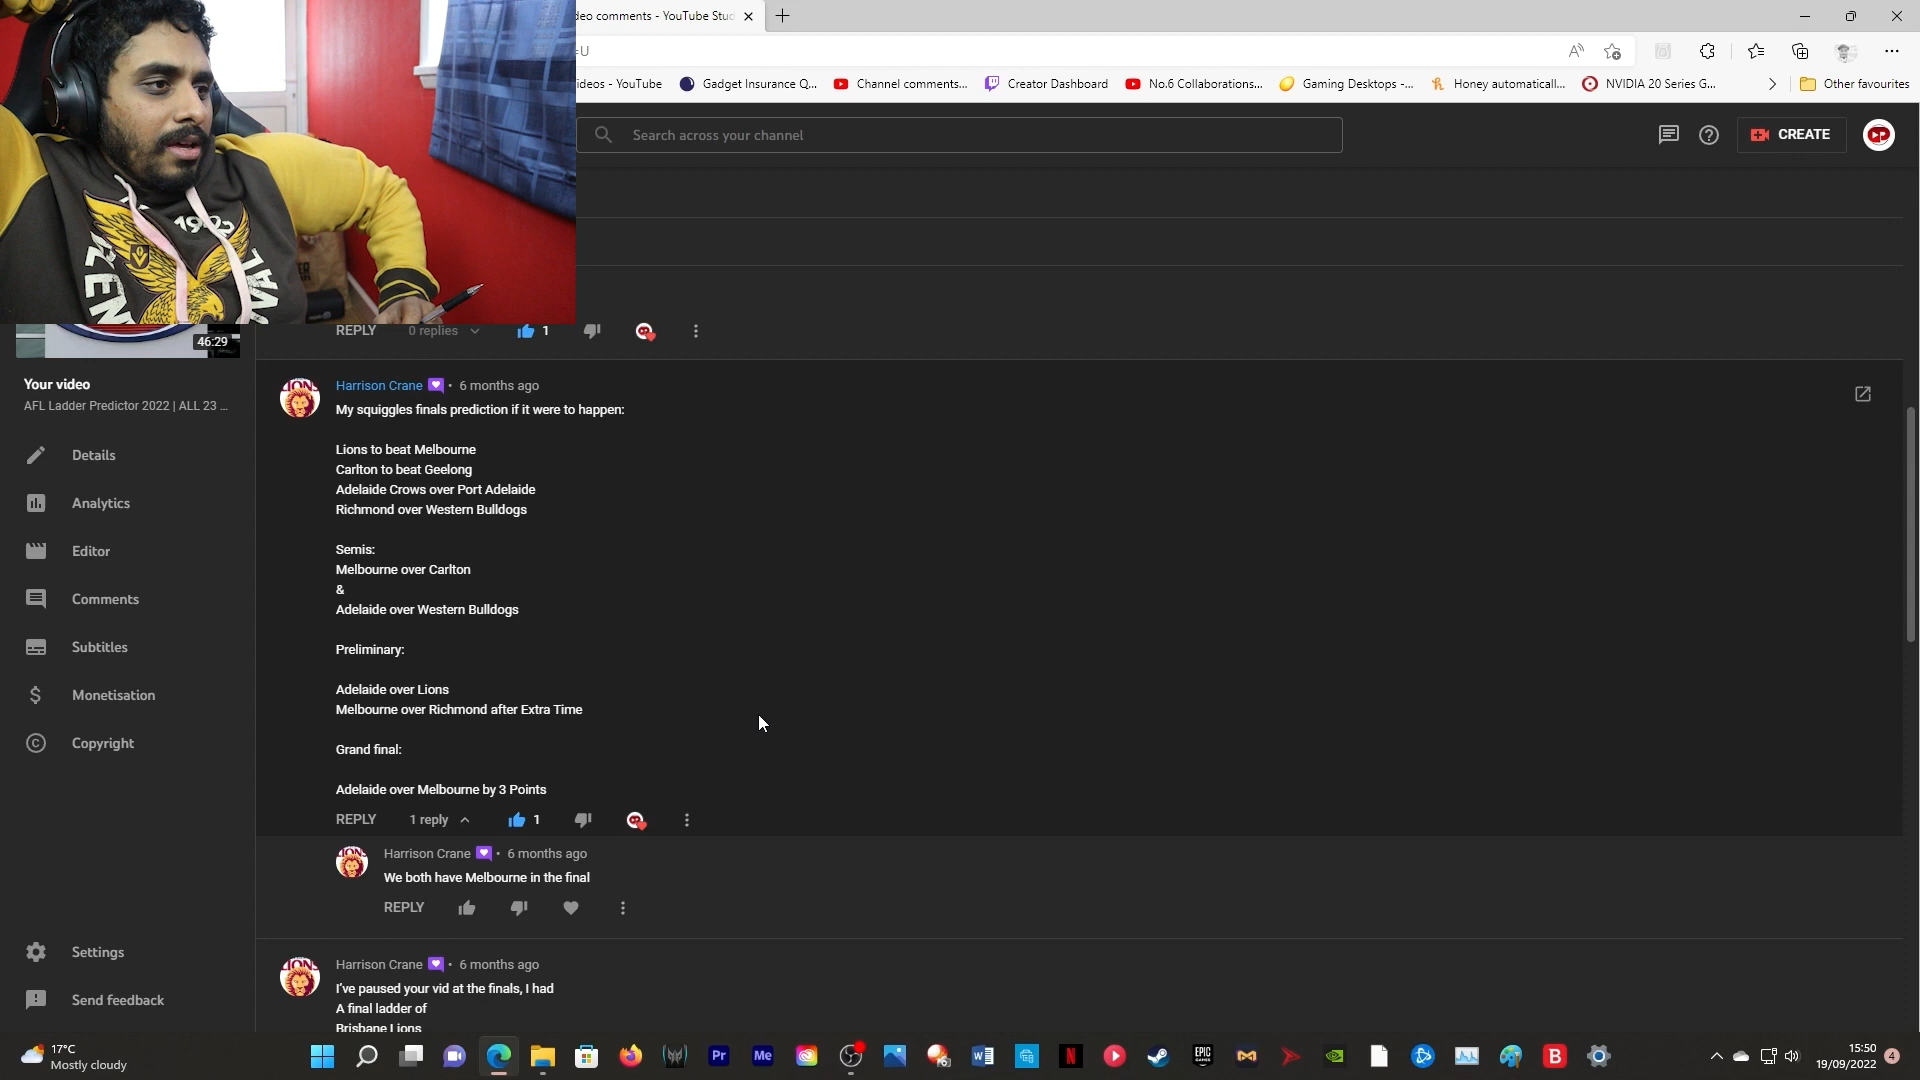 deo comments - YouTube Stud
=U
ideos - YouTube
Gadget Insurance Q...
Channel comments...
Creator Dashboard
No.6 Collaborations...
Gaming Desktops -...
Honey automaticall...
NVIDIA 20 Series G...
Other favourites
Search across your channel
CREATE
1902
46:29
REPLY 0 replies 1
Your video
AFL Ladder Predictor 2022 | ALL 23 ...
Details
Analytics
Editor
Comments
Subtitles
Monetisation
Copyright
Settings
Send feedback
Harrison Crane • 6 months ago
My squiggles finals prediction if it were to happen:
Lions to beat Melbourne
Carlton to beat Geelong
Adelaide Crows over Port Adelaide
Richmond over Western Bulldogs
Semis:
Melbourne over Carlton
&
Adelaide over Western Bulldogs
Preliminary:
Adelaide over Lions
Melbourne over Richmond after Extra Time
Grand final:
Adelaide over Melbourne by 3 Points
REPLY 1 reply 1
Harrison Crane • 6 months ago
We both have Melbourne in the final
REPLY
Harrison Crane • 6 months ago
I've paused your vid at the finals, I had
A final ladder of
Brisbane Lions
17°C
Mostly cloudy
Pr
Me
W
N
EPIC
B
15:50
19/09/2022
4